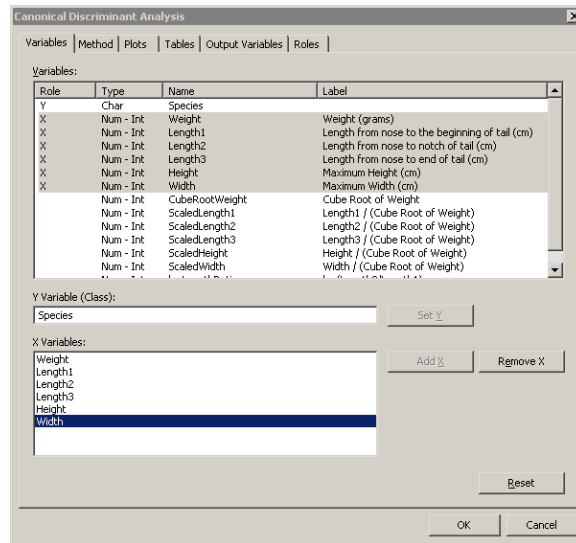 Canonical Discriminant Analysis
Variables Method Plots Tables Output Variables Roles
Variables:
Role Type Name Label
Y Char Species
X Num - Int Weight Weight (grams)
X Num - Int Length1 Length from nose to the beginning of tail (cm)
X Num - Int Length2 Length from nose to notch of tail (cm)
X Num - Int Length3 Length from nose to end of tail (cm)
X Num - Int Height Maximum Height (cm)
X Num - Int Width Maximum Width (cm)
Num - Int CubeRootWeight Cube Root of Weight
Num - Int ScaledLength1 Length1 / (Cube Root of Weight)
Num - Int ScaledLength2 Length2 / (Cube Root of Weight)
Num - Int ScaledLength3 Length3 / (Cube Root of Weight)
Num - Int ScaledHeight Height / (Cube Root of Weight)
Num - Int ScaledWidth Width / (Cube Root of Weight)
Y Variable (Class):
Species Set Y
X Variables:
Weight Add X Remove X
Length1
Length2
Length3
Height
Width
Reset
OK Cancel